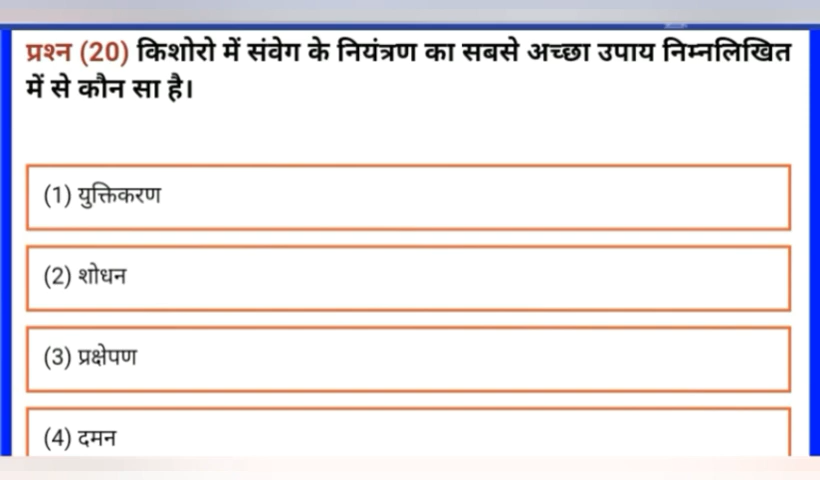 प्रश्न (20) किशोरो में संवेग के नियंत्रण का सबसे अच्छा उपाय निम्नलिखित
में से कौन सा है।
(1) युक्तिकरण
(2) शोधन
(3) प्रक्षेपण
(4) दमन